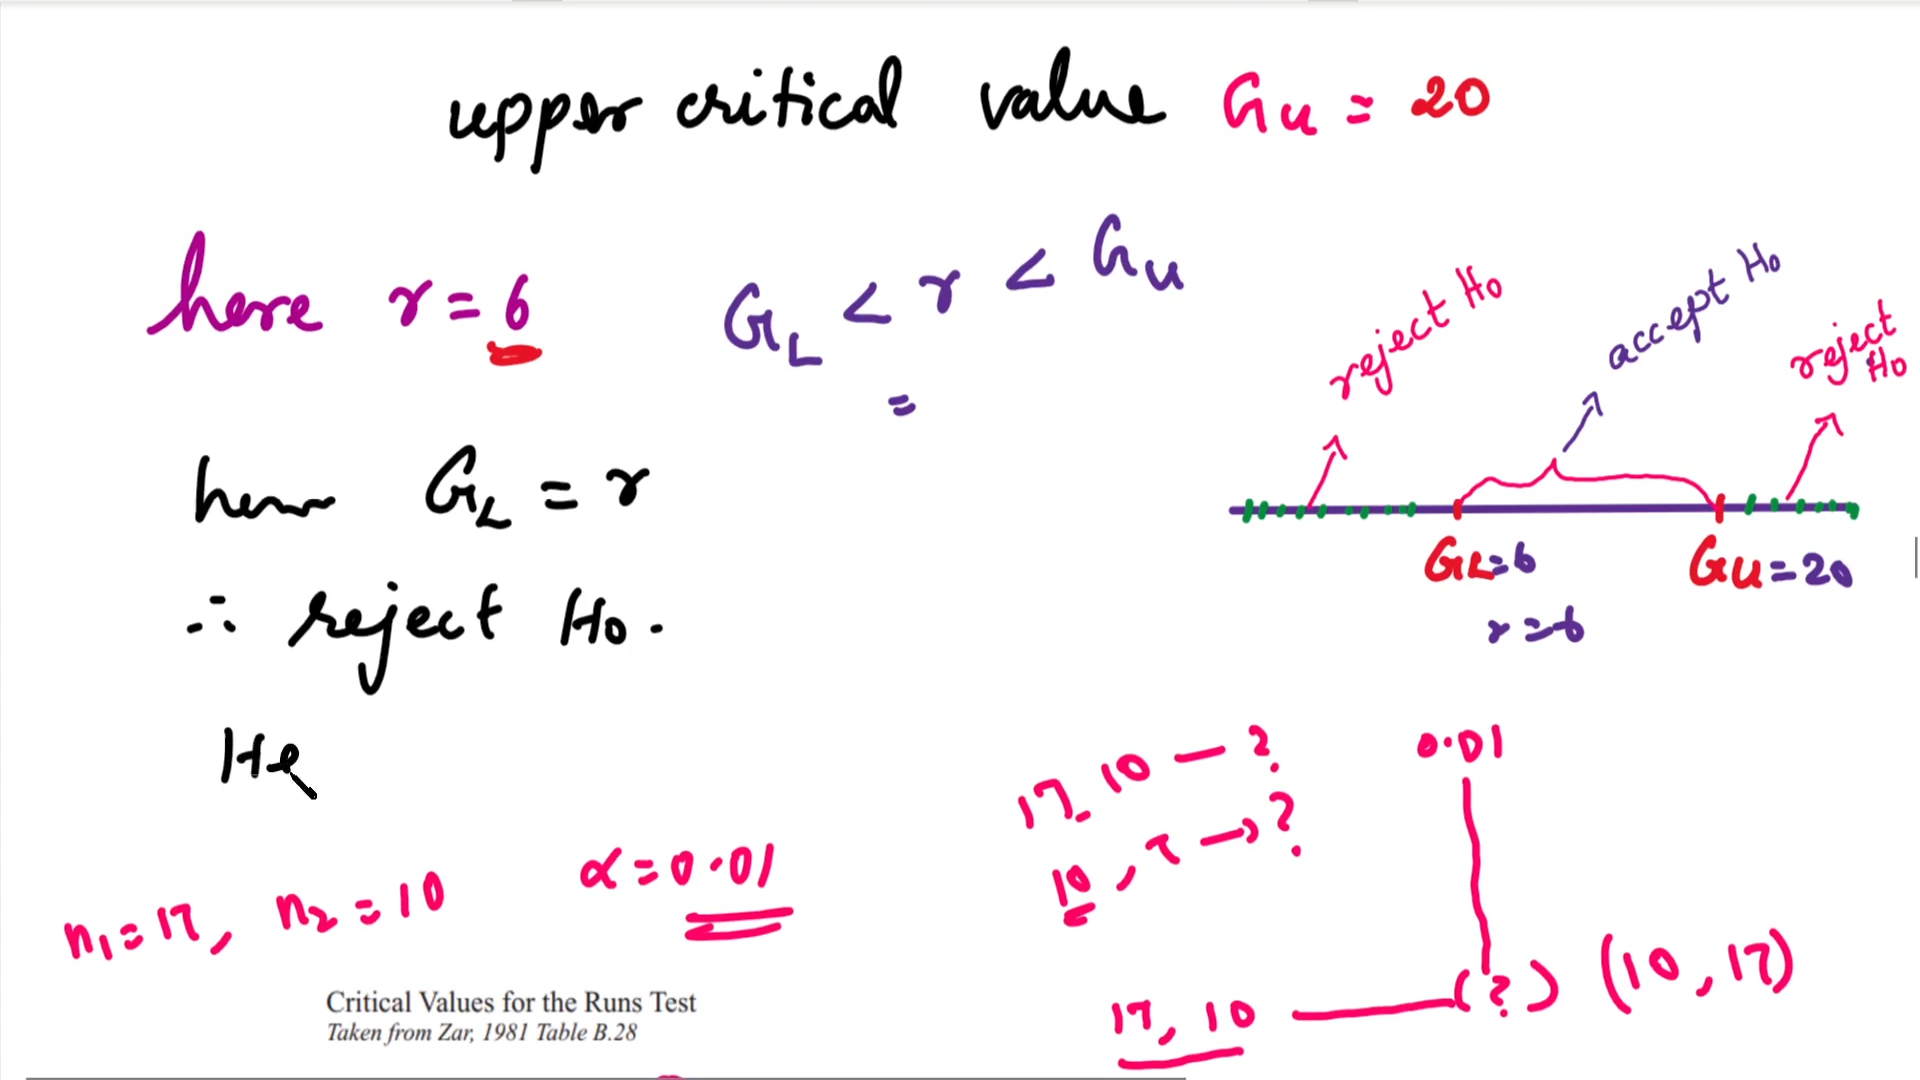 upper critical value Gu = 20
here r = 6
GL < r < Gu
=
reject Ho
accept Ho
reject Ho
GL = 6
Gu = 20
r = 6
GL = r
∴ reject Ho.
He
17, 10 — ?
10, → ?
0.01
n1 = 17, n2 = 10
α = 0.01
17, 10 (?) (10, 17)
Critical Values for the Runs Test
Taken from Zar, 1981 Table B.28